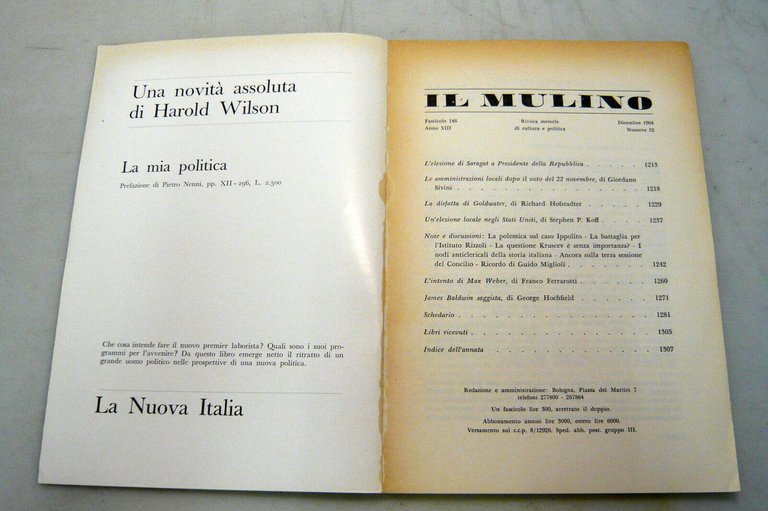 Una novità assoluta
di Harold Wilson
La mia politica
Prefazione di Pietro Nenni, pp. XII - 296, L. 2.500
Che cosa intende fare il nuovo premier laborista? Quali sono i suoi pro-
grammi per l'avvenire? Da questo libro emerge netto il ritratto di un
grande uomo politico nelle prospettive di una nuova politica.
La Nuova Italia
IL MULINO
Fascicolo 146 Rivista mensile Dicembre 1964
Anno XIII di cultura e politica Numero 12
L'elezione di Saragat a Presidente della Repubblica . . . . . 1213
Le amministrazioni locali dopo il voto del 22 novembre, di Giordano
Sivini . . . . . . . . . . . . . . . 1218
La disfatta di Goldwater, di Richard Hofstadter . . . . . . 1229
Un'elezione locale negli Stati Uniti, di Stephen P. Koff . . . . 1237
Note e discussioni: La polemica sul caso Ippolito - La battaglia per
l'Istituto Rizzoli - La questione Kruscev è senza importanza? - I
nodi anticlericali della storia italiana - Ancora sulla terza sessione
del Concilio - Ricordo di Guido Miglioli . . . . . . . . 1242
L'intento di Max Weber, di Franco Ferrarotti . . . . . . . 1260
James Baldwin saggista, di George Hochfield . . . . . . . 1271
Schedario . . . . . . . . . . . . . . . 1281
Libri ricevuti . . . . . . . . . . . . . . 1305
Indice dell'annata . . . . . . . . . . . . . 1307
Redazione e amministrazione: Bologna, Piazza dei Martiri 7
telefoni 277800 - 267864
Un fascicolo lire 300, arretrato il doppio.
Abbonamento annuo lire 3000, estero lire 6000.
Versamento sul c.c.p. 8/12926. Sped. abb. post. gruppo III.